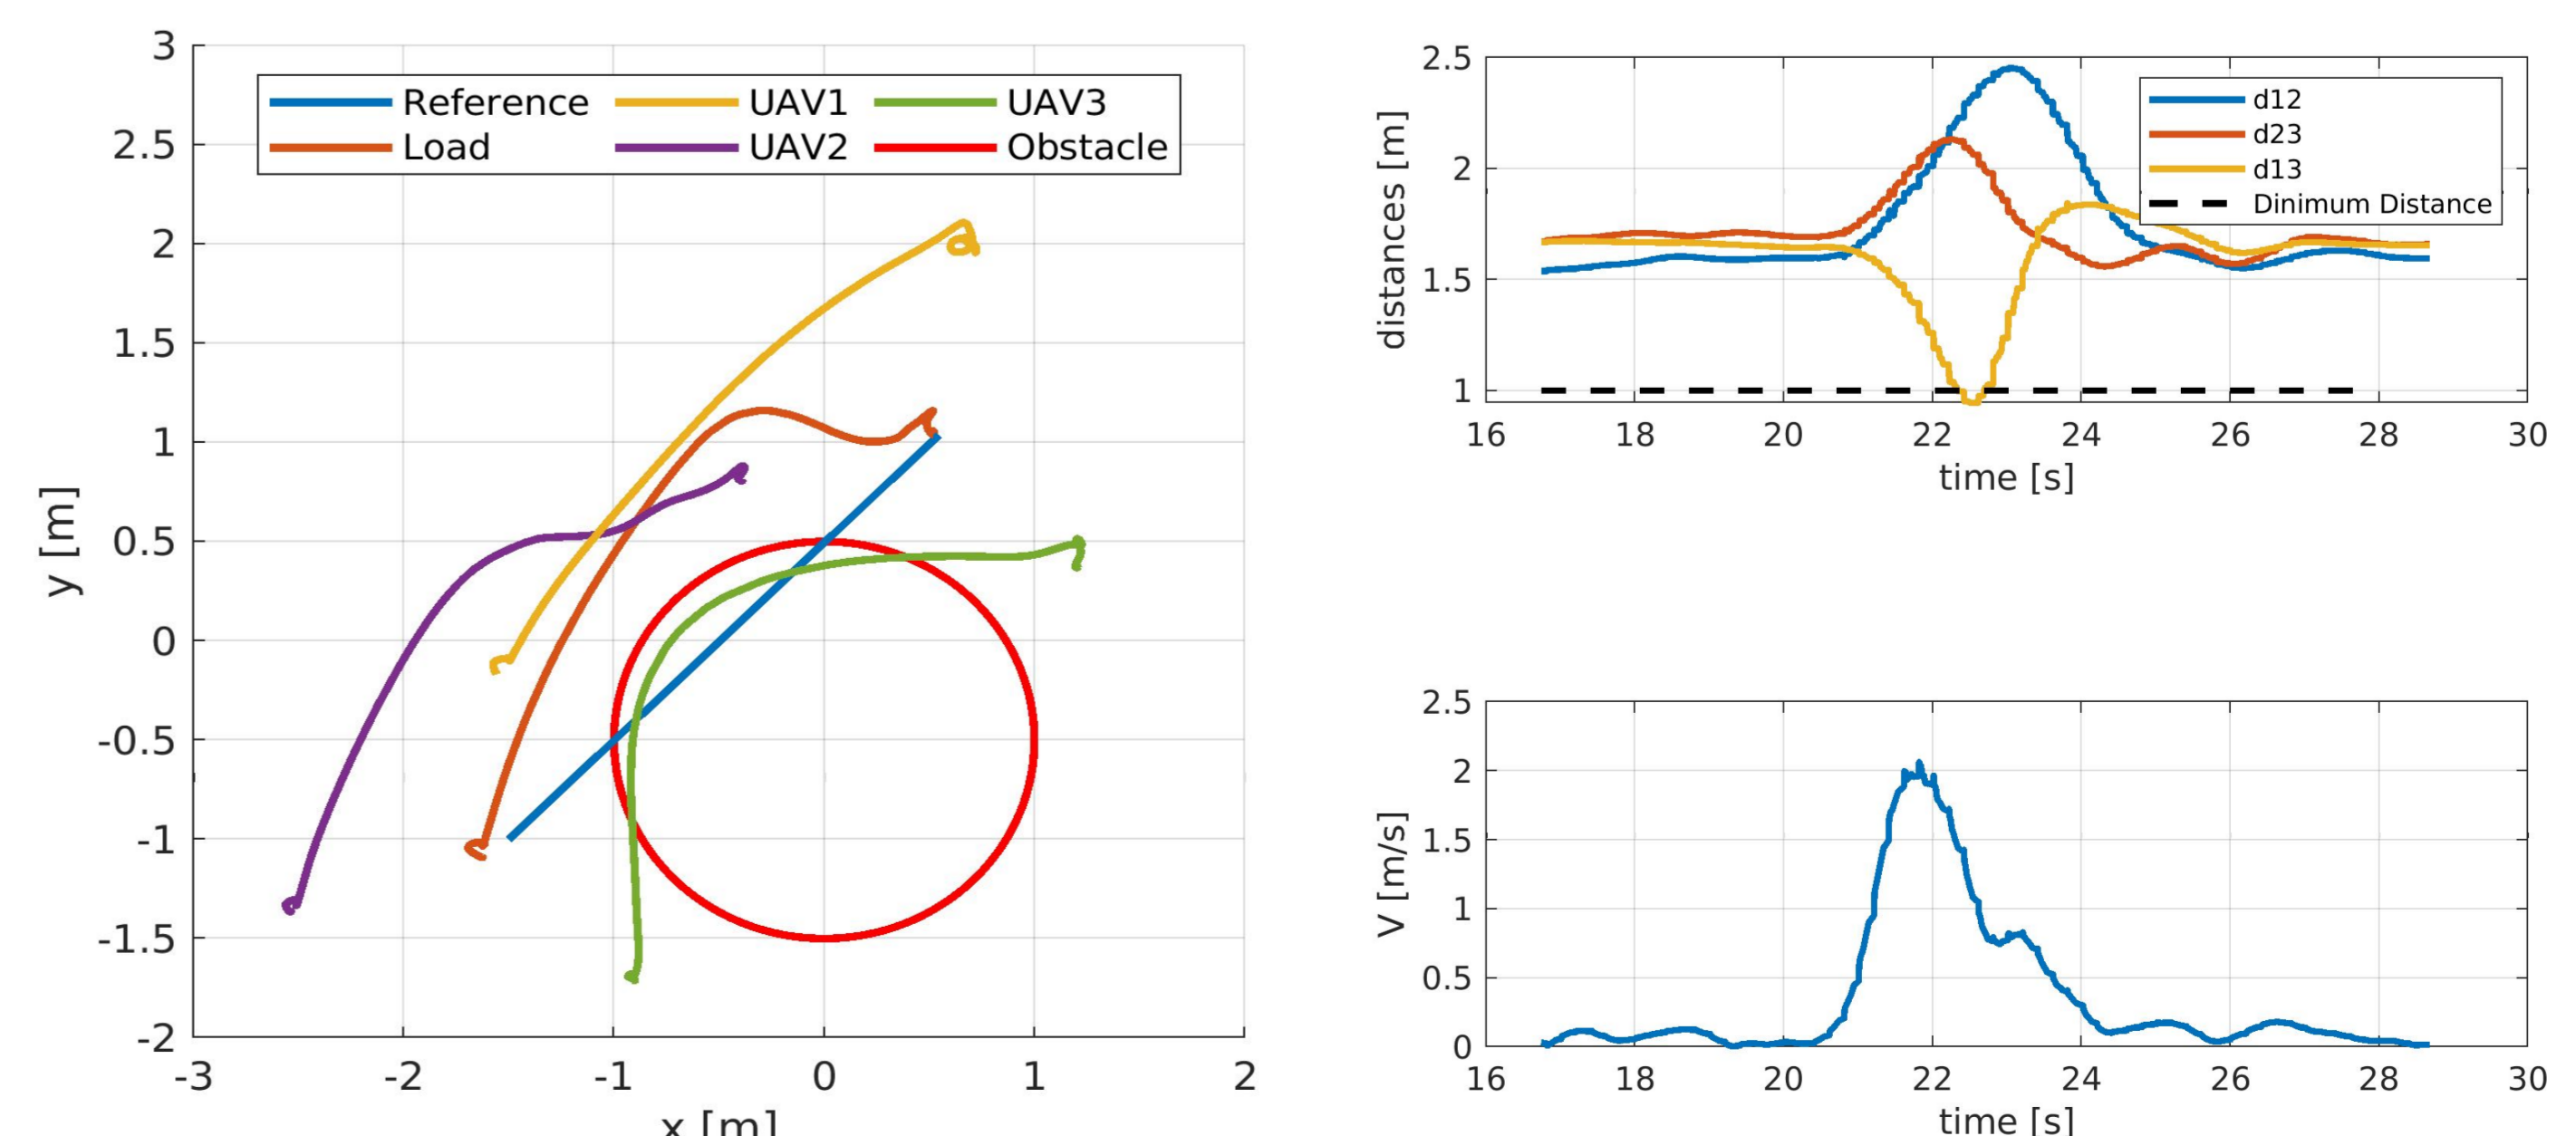 3
2.5
2
1.5
1
0.5
0
-0.5
-1
-1.5
-2
y [m]
Reference UAV1 UAV3
Load UAV2 Obstacle
-3 -2 -1 0 1 2
x [m]
2.5
2
1.5
1
distances [m]
d12
d23
d13
Dinimum Distance
16 18 20 22 24 26 28 30
time [s]
2.5
2
1.5
1
0.5
0
V [m/s]
16 18 20 22 24 26 28 30
time [s]